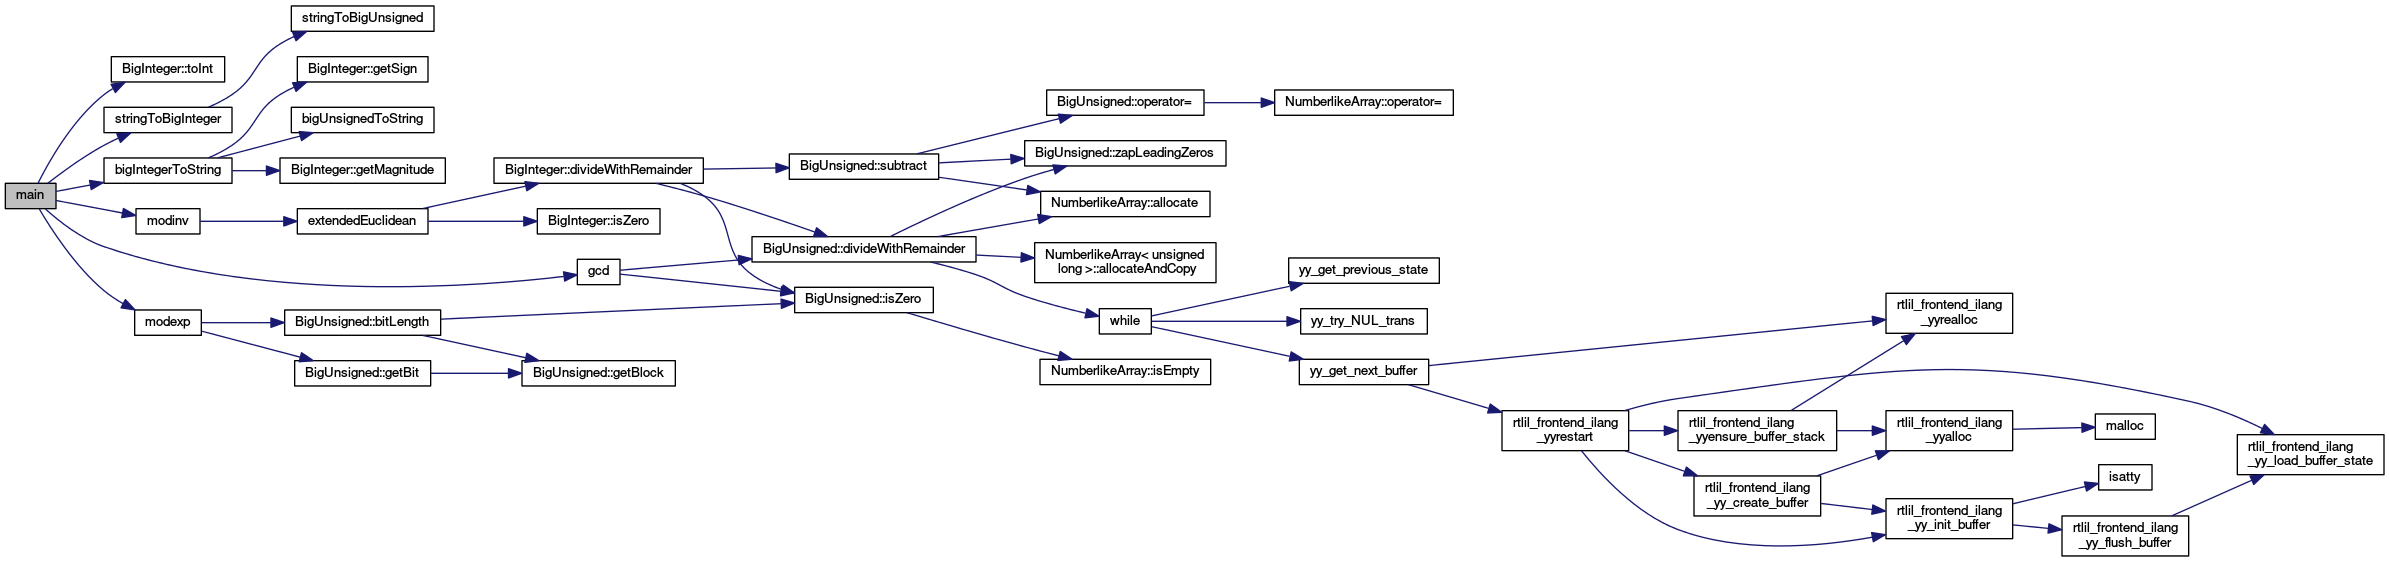 stringToBigUnsigned
BigInteger::toInt
BigInteger::getSign
stringToBigInteger
bigUnsignedToString
bigIntegerToString
BigInteger::getMagnitude
main
modinv
extendedEuclidean
BigInteger::divideWithRemainder
BigInteger::isZero
gcd
modexp
BigUnsigned::bitLength
BigUnsigned::getBit
BigUnsigned::getBlock
BigUnsigned::subtract
BigUnsigned::divideWithRemainder
BigUnsigned::isZero
BigUnsigned::operator=
NumberlikeArray::operator=
BigUnsigned::zapLeadingZeros
NumberlikeArray::allocate
NumberlikeArray< unsigned
long >::allocateAndCopy
while
NumberlikeArray::isEmpty
yy_get_previous_state
yy_try_NUL_trans
yy_get_next_buffer
rtlil_frontend_ilang
_yyrealloc
rtlil_frontend_ilang
_yyrestart
rtlil_frontend_ilang
_yyensure_buffer_stack
rtlil_frontend_ilang
_yyalloc
malloc
rtlil_frontend_ilang
_yy_load_buffer_state
rtlil_frontend_ilang
_yy_create_buffer
isatty
rtlil_frontend_ilang
_yy_init_buffer
rtlil_frontend_ilang
_yy_flush_buffer